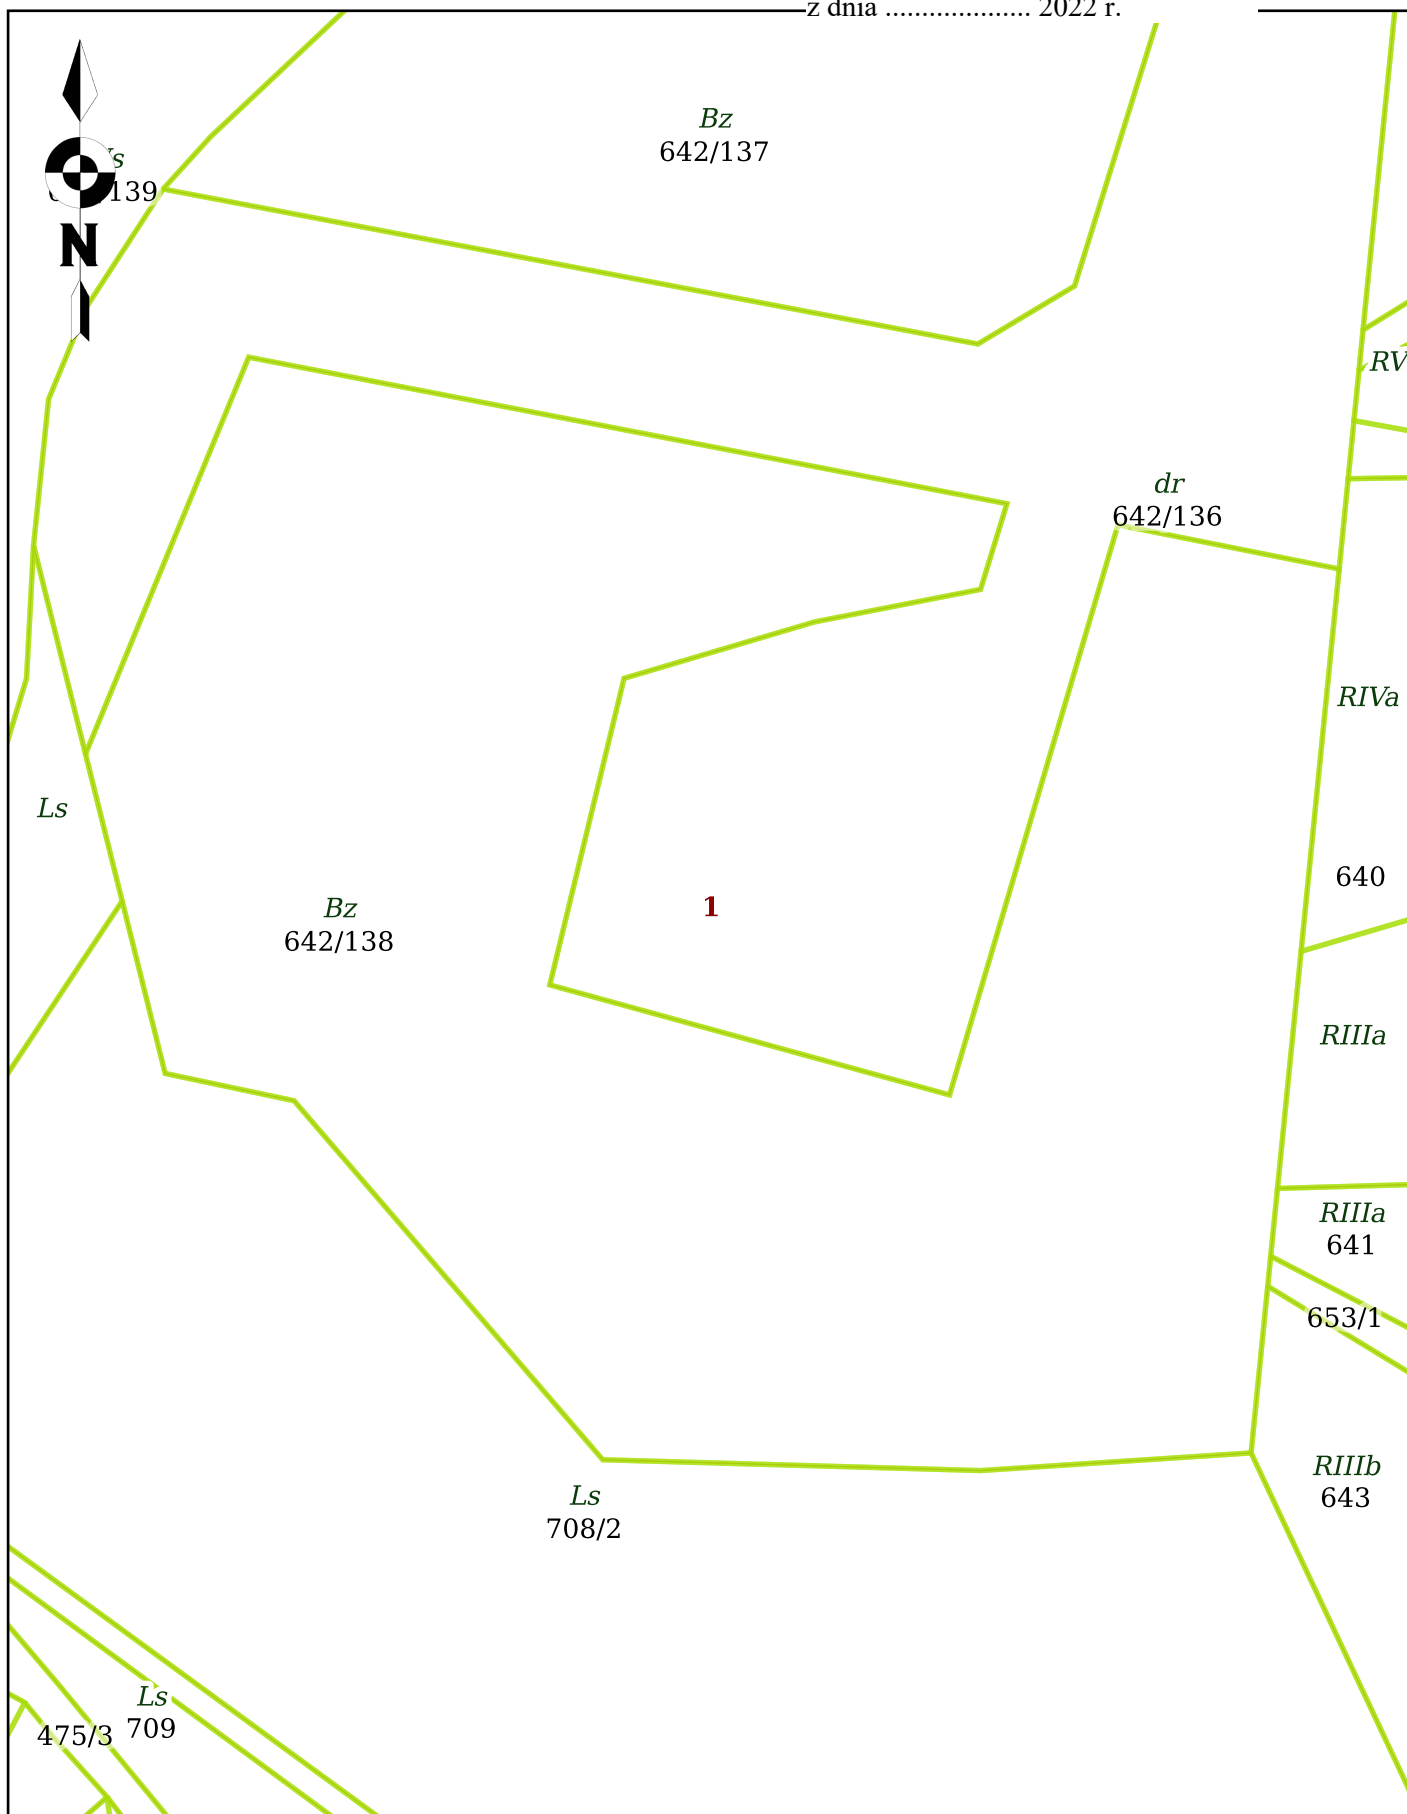 z dnia .................... 2022 r.
Bz
642/137
139
N
RV
dr
642/136
RIVa
Ls
640
Bz
642/138
1
RIIIa
RIIIa
641
653/1
RIIIb
643
Ls
708/2
Ls
709
475/3